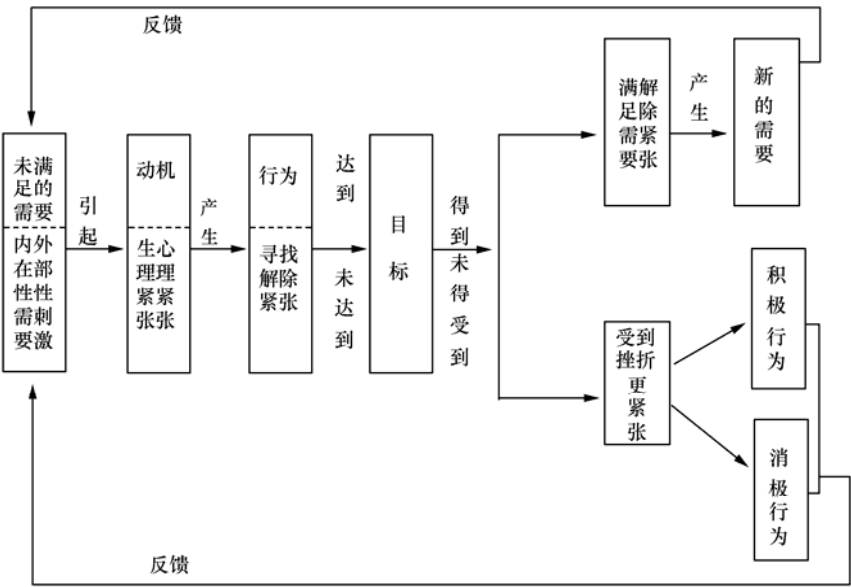 反馈
未满
足的
需要
内外
在部
性性
需刺
要激
引起
动机
生心
理理
紧紧
张张
产生
行为
寻找
解除
紧张
达到
未达到
目标
得到
未得受到
满解
足除
需紧
要张
产生
新的需要
受到
挫折
更
紧
张
积极行为
消极行为
反馈